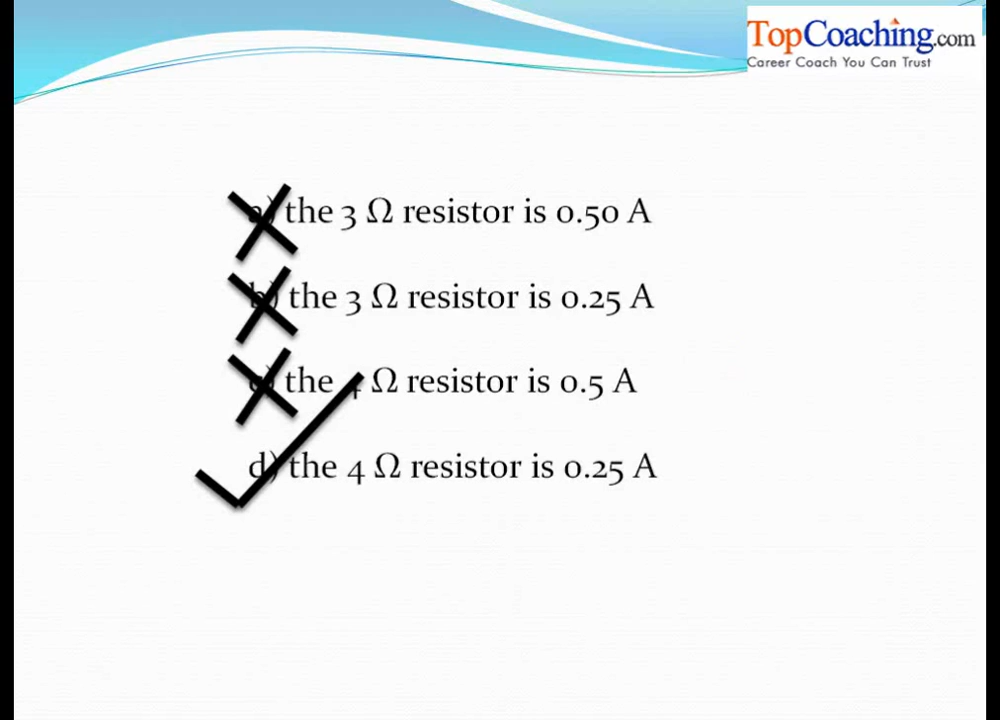 TopCoaching.com
Career Coach You Can Trust
a) the 3 Ω resistor is 0.50 A
b) the 3 Ω resistor is 0.25 A
c) the 4 Ω resistor is 0.5 A
d) the 4 Ω resistor is 0.25 A